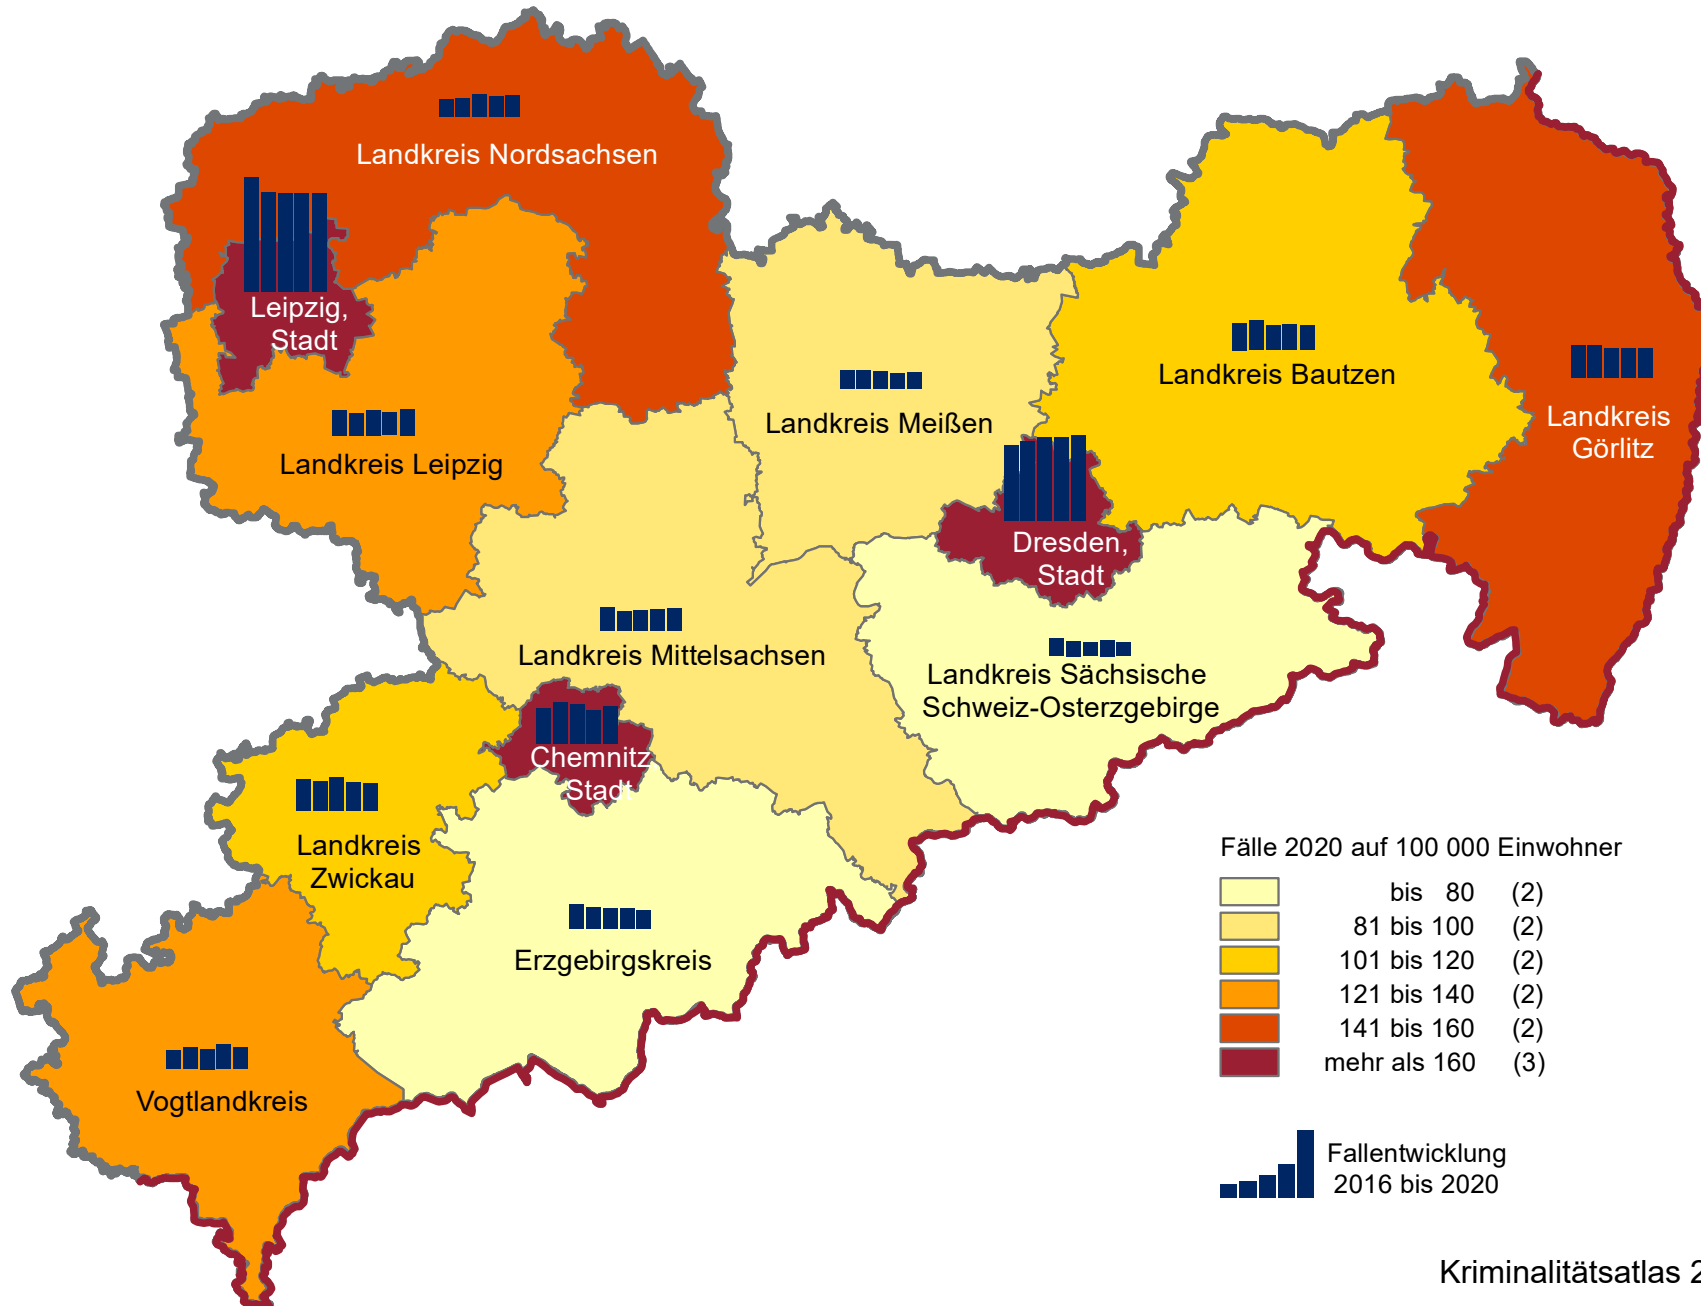 Landkreis Nordsachsen
Leipzig,
Stadt
Landkreis Bautzen
Landkreis Meißen
Landkreis
Görlitz
Landkreis Leipzig
Dresden,
Stadt
Landkreis Mittelsachsen
Landkreis Sächsische
Schweiz-Osterzgebirge
Chemnitz
Stadt
Landkreis
Zwickau
Erzgebirgskreis
Vogtlandkreis
Fälle 2020 auf 100 000 Einwohner
bis 80 (2)
81 bis 100 (2)
101 bis 120 (2)
121 bis 140 (2)
141 bis 160 (2)
mehr als 160 (3)
Fallentwicklung
2016 bis 2020
Kriminalitätsatlas